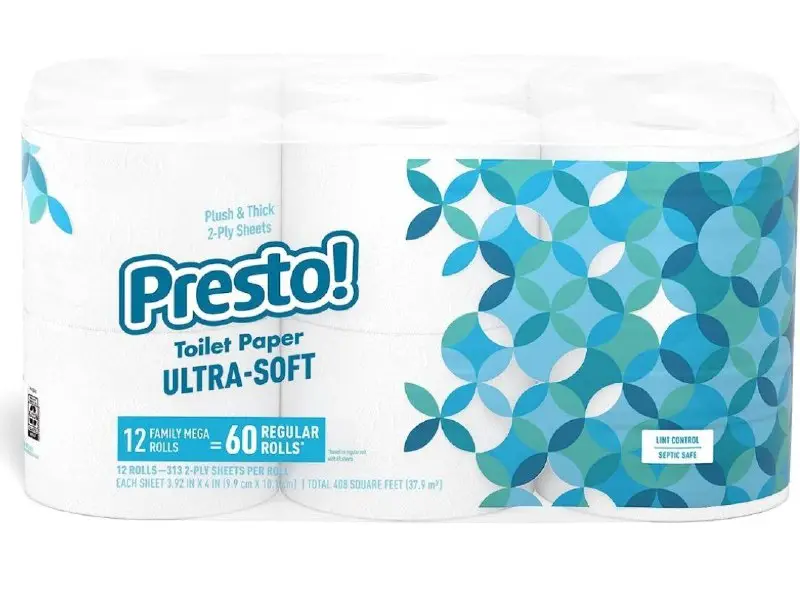 Plush & Thick
2-Ply Sheets
Presto!
Toilet Paper
ULTRA-SOFT
12 FAMILY MEGA ROLLS = 60 REGULAR ROLLS*
12 ROLLS—313 2-PLY SHEETS PER ROLL
EACH SHEET 3.92 IN X 4 IN (9.9 cm X 10.1 cm) | TOTAL 408 SQUARE FEET (37.9 m²)
LINT CONTROL
SEPTIC SAFE